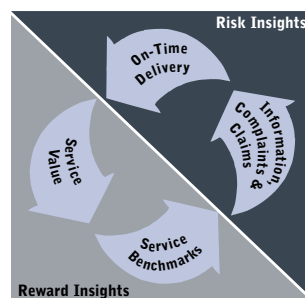 Risk Insights
On-Time
Delivery
Information,
Complaints &
Claims
Service
Value
Service
Benchmarks
Reward Insights